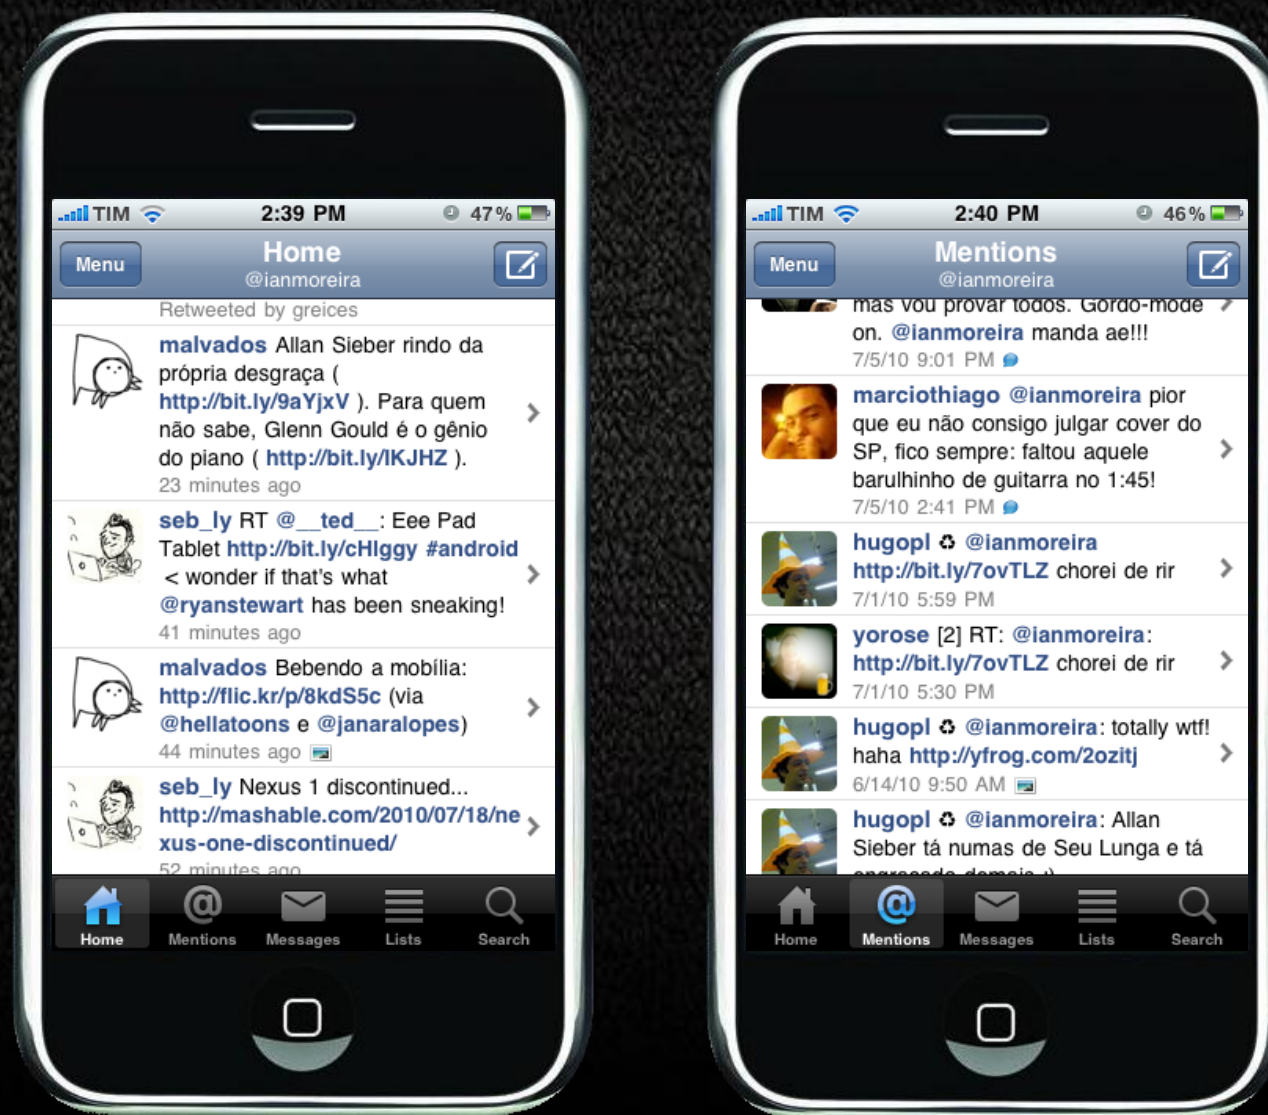 TIM 2:39 PM 47%
Menu
Home
@ianmoreira
Retweeted by greices
malvados Allan Sieber rindo da
própria desgraça (
http://bit.ly/9aYjxV ). Para quem
não sabe, Glenn Gould é o gênio
do piano ( http://bit.ly/IKJHZ ).
23 minutes ago
seb_ly RT @__ted__: Eee Pad
Tablet http://bit.ly/cHIggy #android
< wonder if that's what
@ryanstewart has been sneaking!
41 minutes ago
malvados Bebendo a mobília:
http://flic.kr/p/8kdS5c (via
@hellatoons e @janaralopes)
44 minutes ago
seb_ly Nexus 1 discontinued...
http://mashable.com/2010/07/18/ne
xus-one-discontinued/
52 minutes ago
Home Mentions Messages Lists Search
TIM 2:40 PM 46%
Menu
Mentions
@ianmoreira
mas vou provar todos. Gordo-mode
on. @ianmoreira manda ae!!!
7/5/10 9:01 PM
marciothiago @ianmoreira pior
que eu não consigo julgar cover do
SP, fico sempre: faltou aquele
barulhinho de guitarra no 1:45!
7/5/10 2:41 PM
hugopl ♻ @ianmoreira
http://bit.ly/7ovTLZ chorei de rir
7/1/10 5:59 PM
yorose [2] RT: @ianmoreira:
http://bit.ly/7ovTLZ chorei de rir
7/1/10 5:30 PM
hugopl ♻ @ianmoreira: totally wtf!
haha http://yfrog.com/2ozitj
6/14/10 9:50 AM
hugopl ♻ @ianmoreira: Allan
Sieber tá numas de Seu Lunga e tá
Home Mentions Messages Lists Search